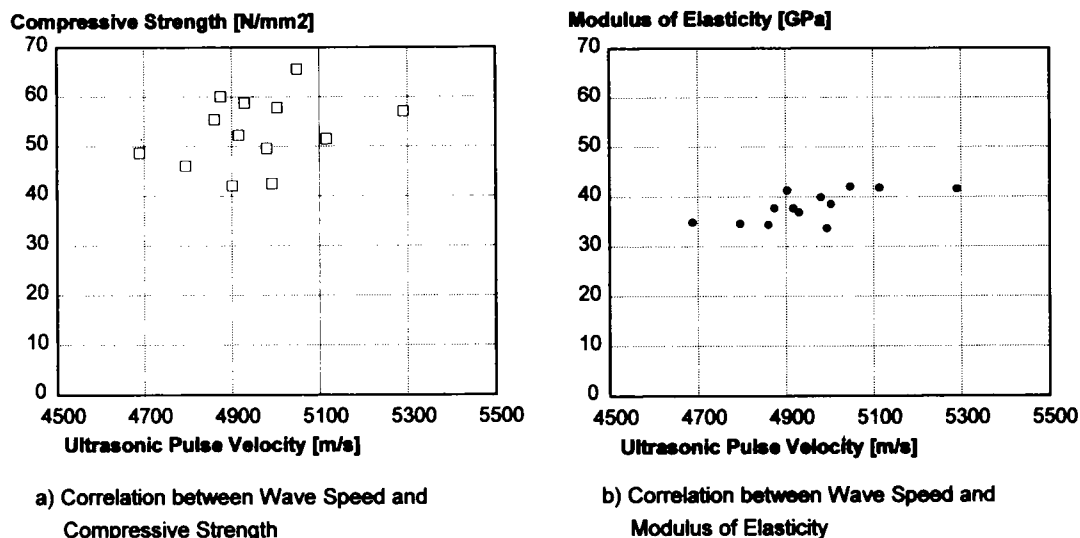 Compressive Strength [N/mm2]
70
60
50
40
30
20
10
0
4500 4700 4900 5100 5300 5500
Ultrasonic Pulse Velocity [m/s]
a) Correlation between Wave Speed and
Compressive Strength
Modulus of Elasticity [GPa]
70
60
50
40
30
20
10
0
4500 4700 4900 5100 5300 5500
Ultrasonic Pulse Velocity [m/s]
b) Correlation between Wave Speed and
Modulus of Elasticity